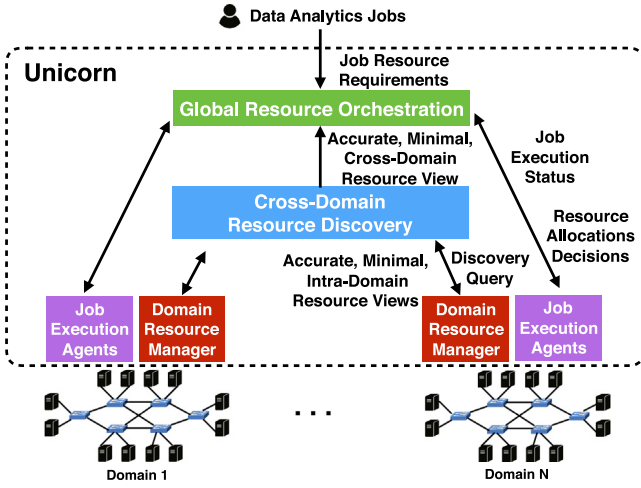 Data Analytics Jobs
Unicorn
Job Resource
Requirements
Global Resource Orchestration
Accurate, Minimal,
Cross-Domain
Resource View
Job
Execution
Status
Cross-Domain
Resource Discovery
Resource
Allocations
Decisions
Accurate, Minimal,
Intra-Domain
Resource Views
Discovery
Query
Job
Execution
Agents
Domain
Resource
Manager
Domain
Resource
Manager
Job
Execution
Agents
...
Domain 1
Domain N